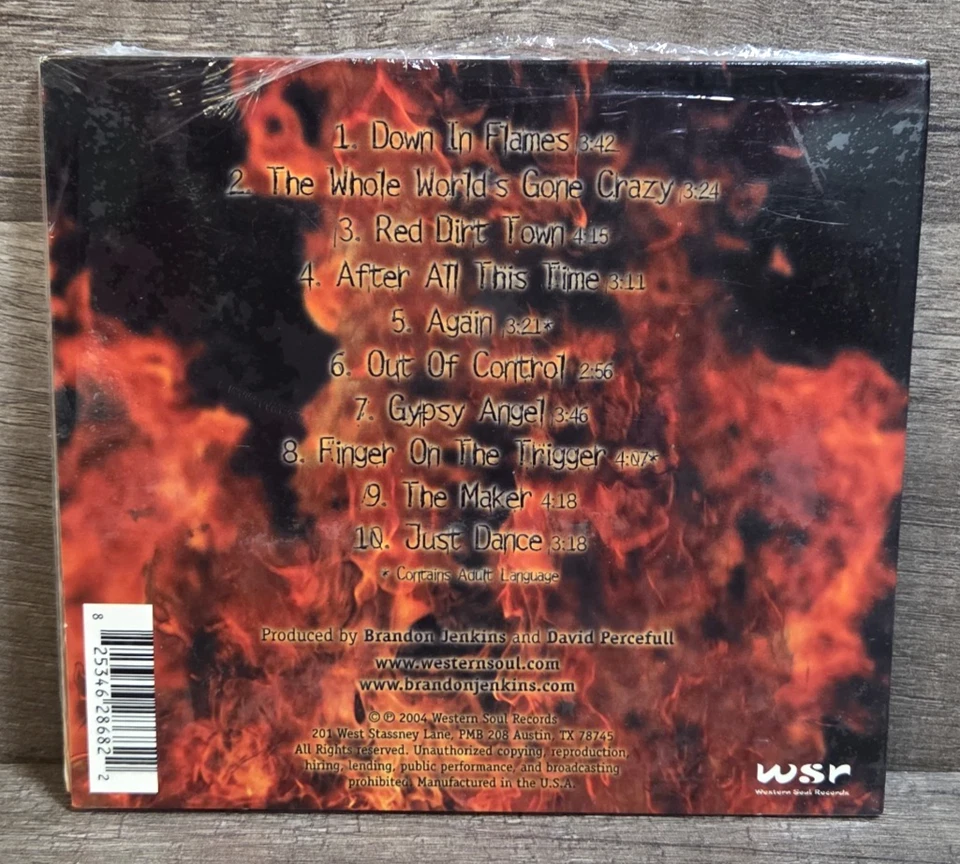 1. Down In Flames 3:42
2. The Whole World's Gone Crazy 3:24
3. Red Dirt Town 4:15
4. After All This Time 3:11
5. Again 3:21*
6. Out Of Control 2:56
7. Gypsy Angel 3:46
8. Finger On The Trigger 4:07*
9. The Maker 4:18
10. Just Dance 3:18
* Contains Adult Language
Produced by Brandon Jenkins and David Percefull
www.westernsoul.com
www.brandonjenkins.com
© ℗ 2004 Western Soul Records
201 West Stassney Lane, PMB 208 Austin, TX 78745
All Rights reserved. Unauthorized copying, reproduction,
hiring, lending, public performance, and broadcasting
prohibited. Manufactured in the U.S.A.
8 25346 28682 2
wsr
Western Soul Records